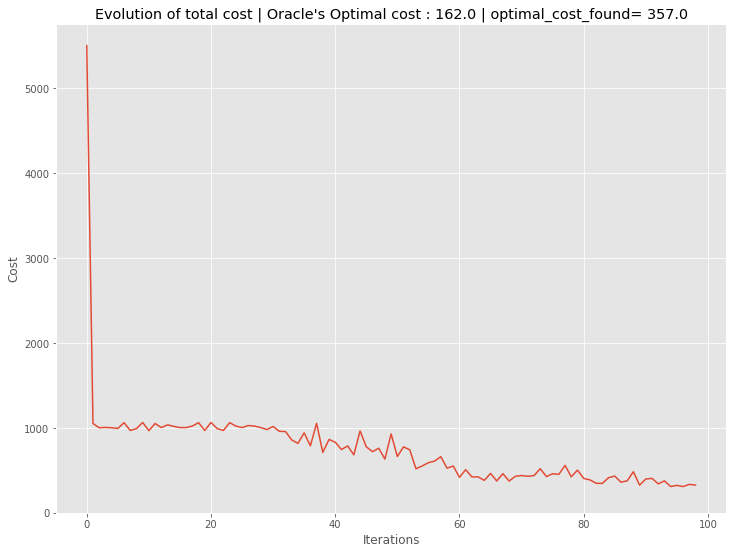 Evolution of total cost | Oracle's Optimal cost : 162.0 | optimal_cost_found= 357.0
5000
4000
3000
2000
1000
0
Cost
0 20 40 60 80 100
Iterations